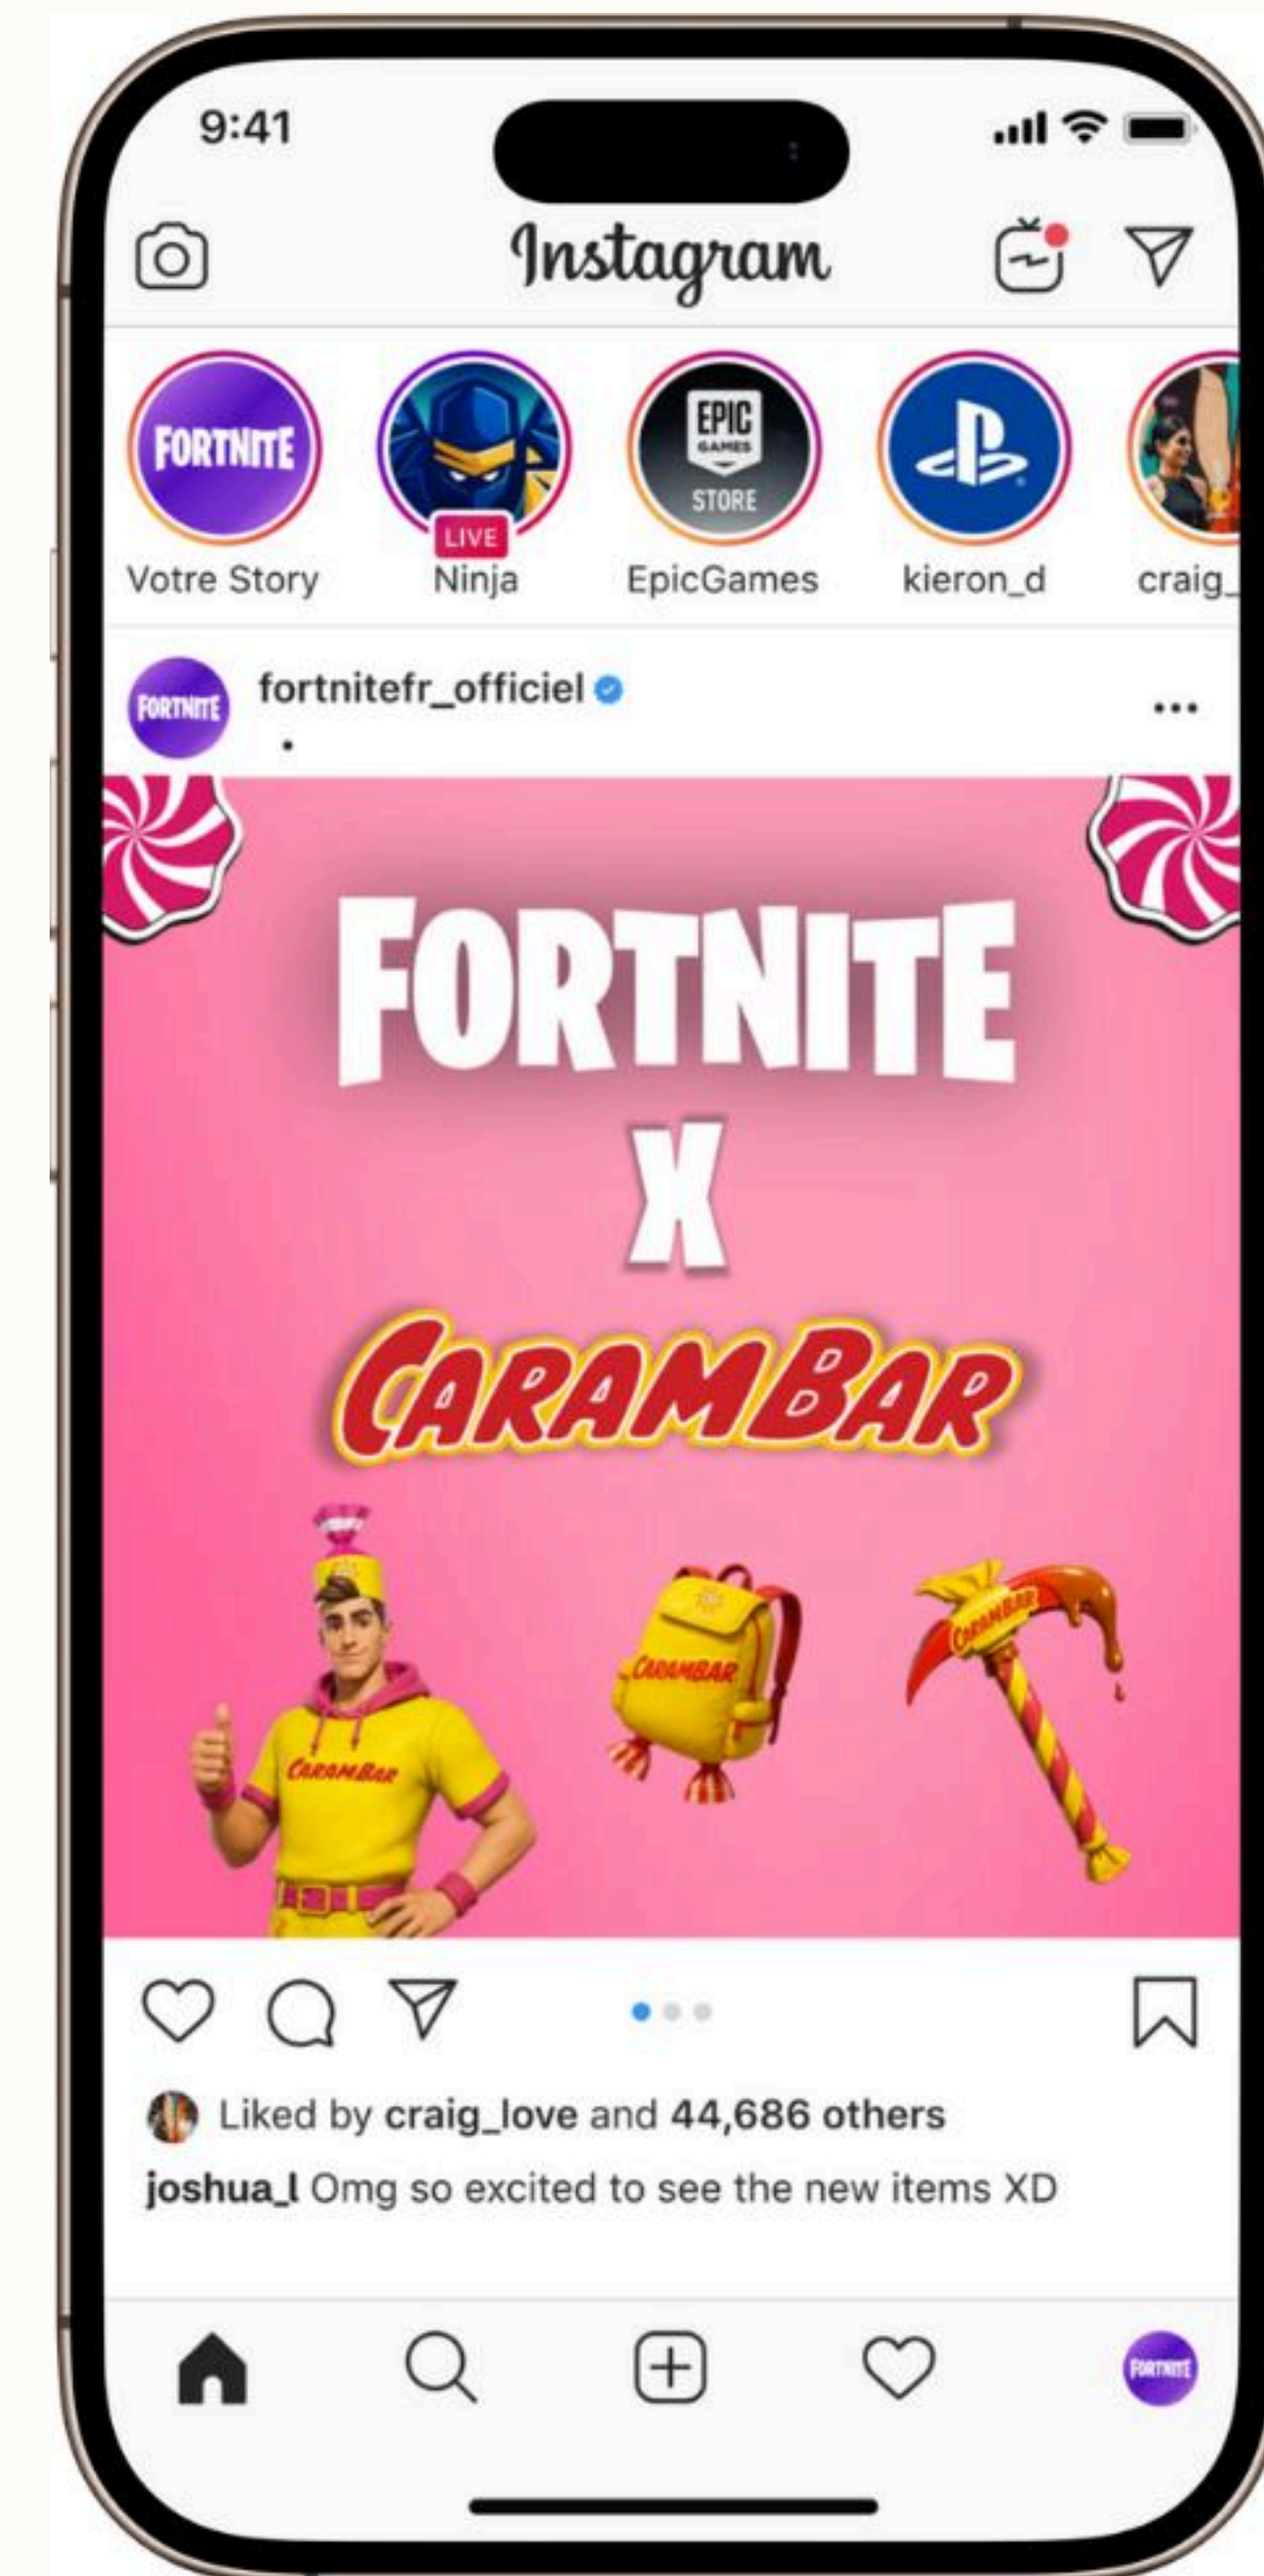 9:41
Instagram
FORTNITE
EPIC
GAMES
STORE
LIVE
Votre Story
Ninja
EpicGames
kieron_d
craig_
FORTNITE
fortnitefr_officiel
FORTNITE
X
CARAMBAR
CARAMBAR
CARAMBAR
CARAMBAR
Liked by craig_love and 44,686 others
joshua_l Omg so excited to see the new items XD
FORTNITE